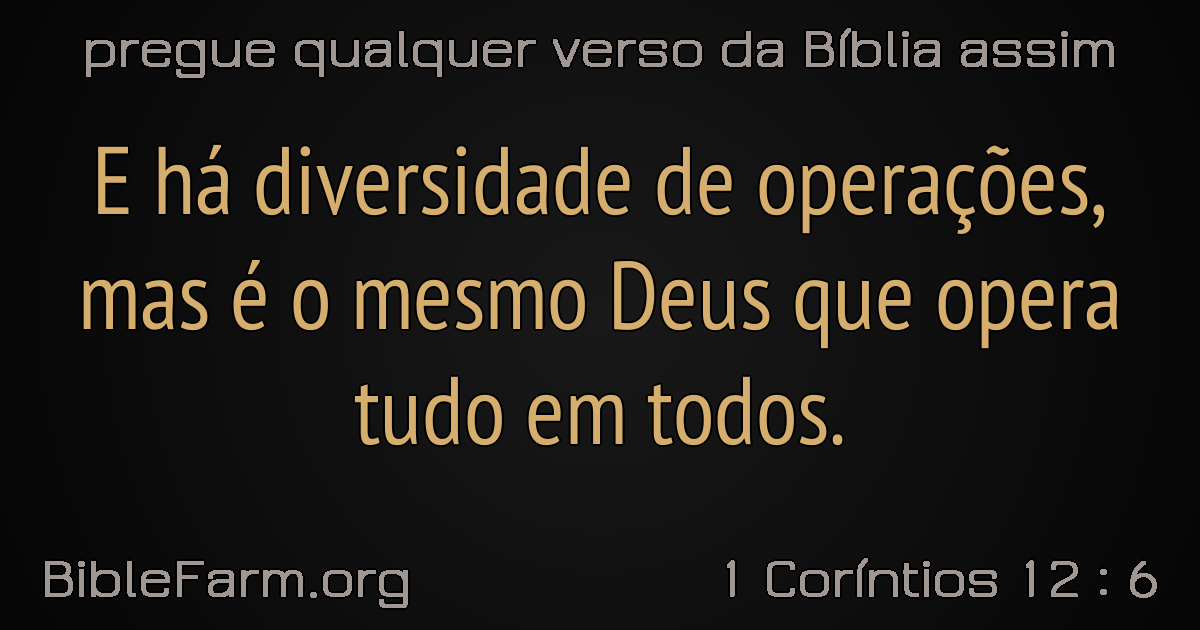 pregue qualquer verso da Bíblia assim
E há diversidade de operações,
mas é o mesmo Deus que opera
tudo em todos.
BibleFarm.org
1 Coríntios 12 : 6